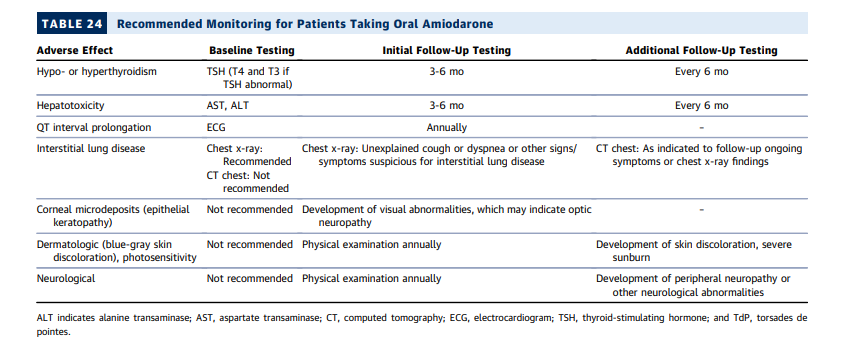 TABLE 24 Recommended Monitoring for Patients Taking Oral Amiodarone
Adverse Effect Baseline Testing Initial Follow-Up Testing Additional Follow-Up Testing
Hypo- or hyperthyroidism TSH (T4 and T3 if 3-6 mo Every 6 mo
TSH abnormal)
Hepatotoxicity AST, ALT 3-6 mo Every 6 mo
QT interval prolongation ECG Annually –
Interstitial lung disease Chest x-ray: Chest x-ray: Unexplained cough or dyspnea or other signs/ CT chest: As indicated to follow-up ongoing
Recommended symptoms suspicious for interstitial lung disease symptoms or chest x-ray findings
CT chest: Not
recommended
Corneal microdeposits (epithelial Not recommended Development of visual abnormalities, which may indicate optic –
keratopathy) neuropathy
Dermatologic (blue-gray skin Not recommended Physical examination annually Development of skin discoloration, severe
discoloration), photosensitivity sunburn
Neurological Not recommended Physical examination annually Development of peripheral neuropathy or
other neurological abnormalities
ALT indicates alanine transaminase; AST, aspartate transaminase; CT, computed tomography; ECG, electrocardiogram; TSH, thyroid-stimulating hormone; and TdP, torsades de
pointes.